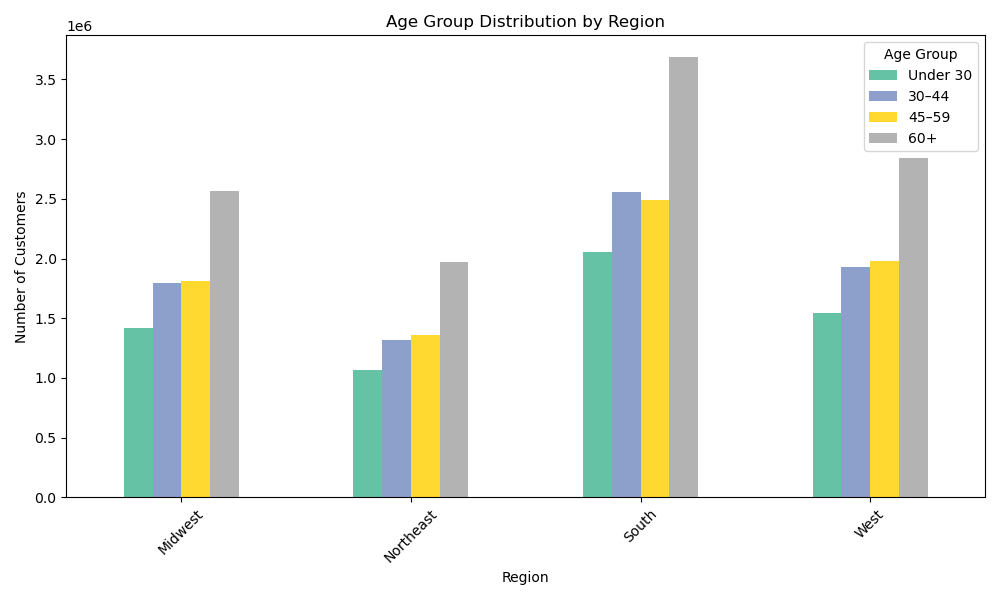 Age Group Distribution by Region
1e6
Number of Customers
3.5
3.0
2.5
2.0
1.5
1.0
0.5
0.0
Age Group
Under 30
30–44
45–59
60+
Midwest
Northeast
South
West
Region